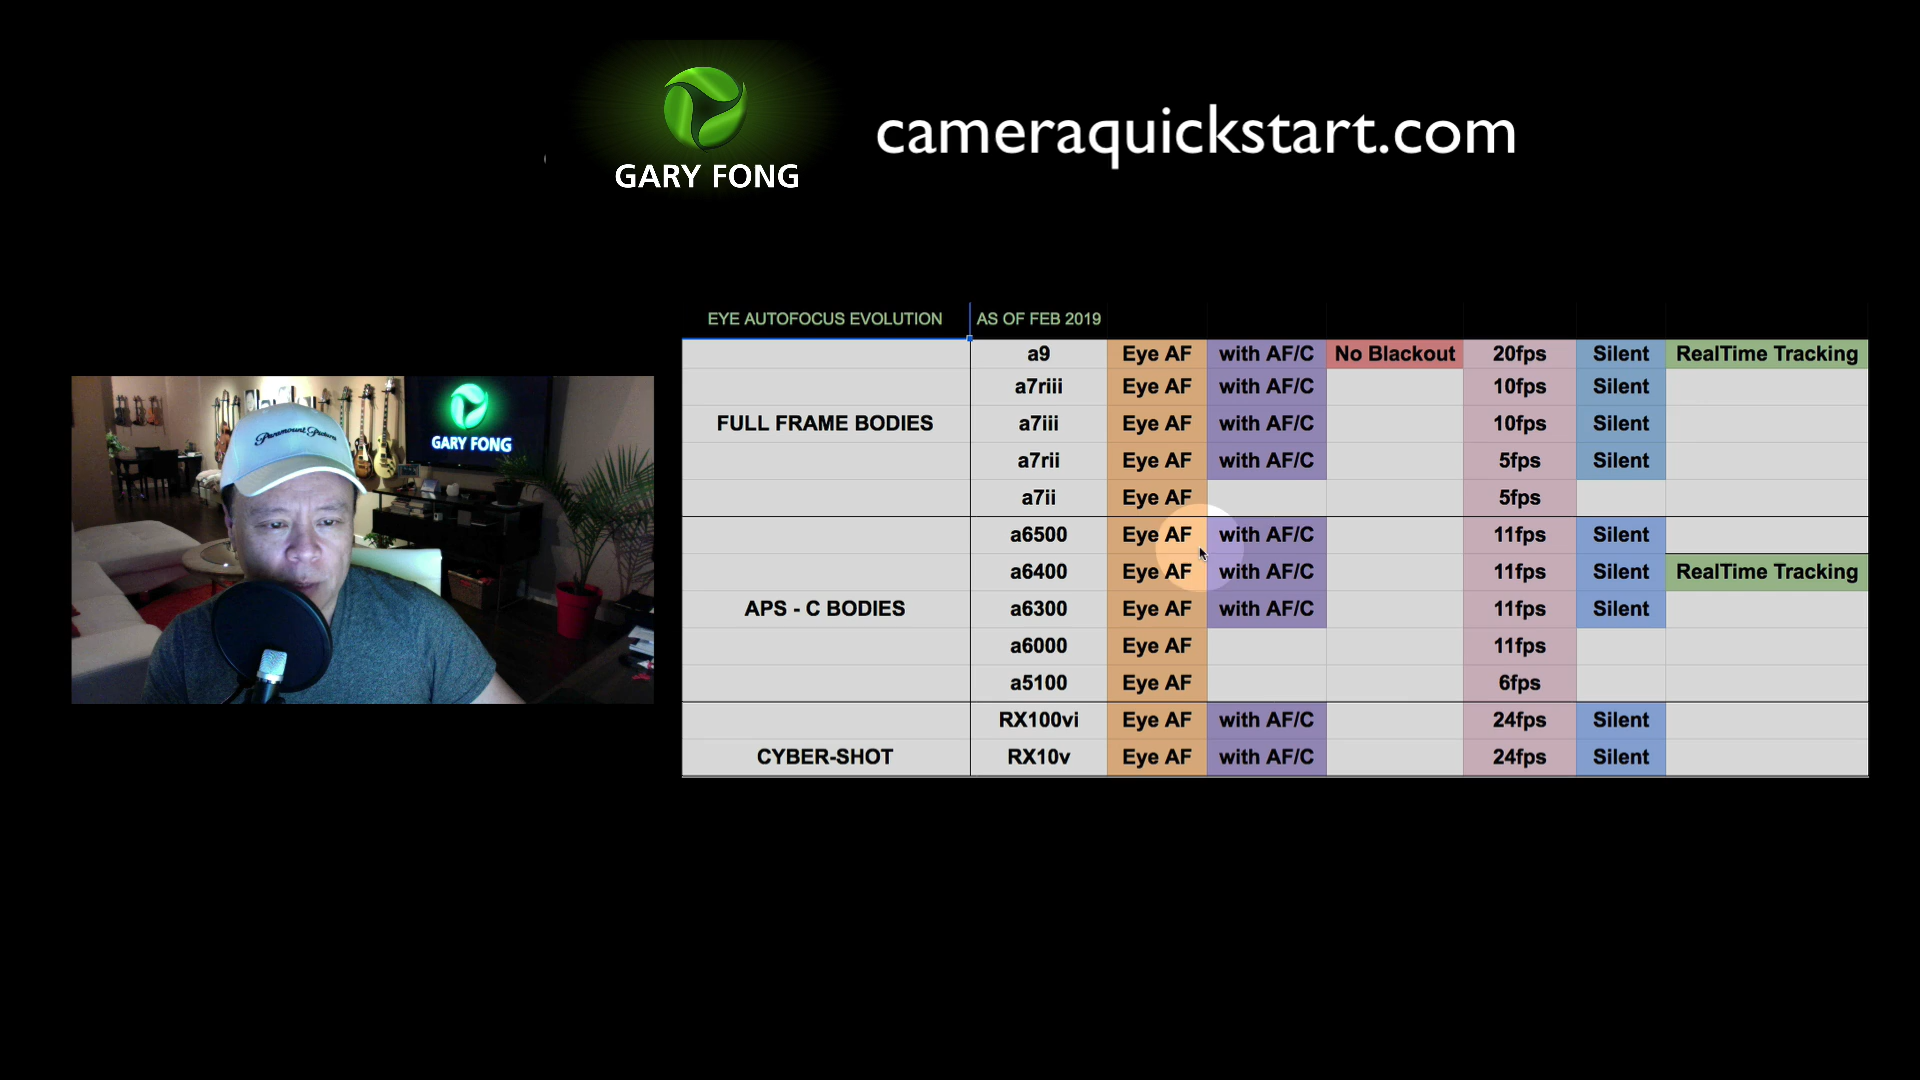 GARY FONG
cameraquickstart.com
EYE AUTOFOCUS EVOLUTION AS OF FEB 2019
a9 Eye AF with AF/C No Blackout 20fps Silent RealTime Tracking
a7riii Eye AF with AF/C 10fps Silent
FULL FRAME BODIES a7iii Eye AF with AF/C 10fps Silent
a7rii Eye AF with AF/C 5fps Silent
a7ii Eye AF 5fps
a6500 Eye AF with AF/C 11fps Silent
a6400 Eye AF with AF/C 11fps Silent RealTime Tracking
APS - C BODIES a6300 Eye AF with AF/C 11fps Silent
a6000 Eye AF 11fps
a5100 Eye AF 6fps
RX100vi Eye AF with AF/C 24fps Silent
CYBER-SHOT RX10v Eye AF with AF/C 24fps Silent
GARY FONG
Paramount Pictures